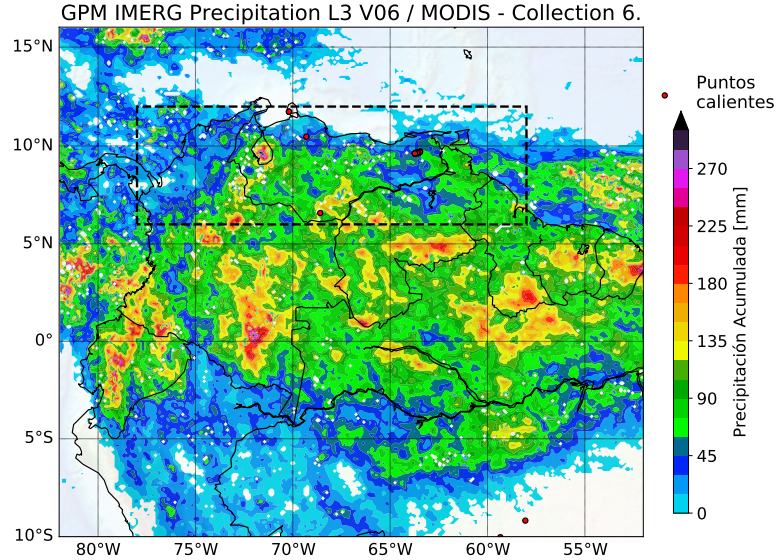 GPM IMERG Precipitation L3 V06 / MODIS - Collection 6.
15°N
10°N
5°N
0°
5°S
10°S
80°W
75°W
70°W
65°W
60°W
55°W
Puntos
calientes
270
225
180
135
90
45
0
Precipitación Acumulada [mm]